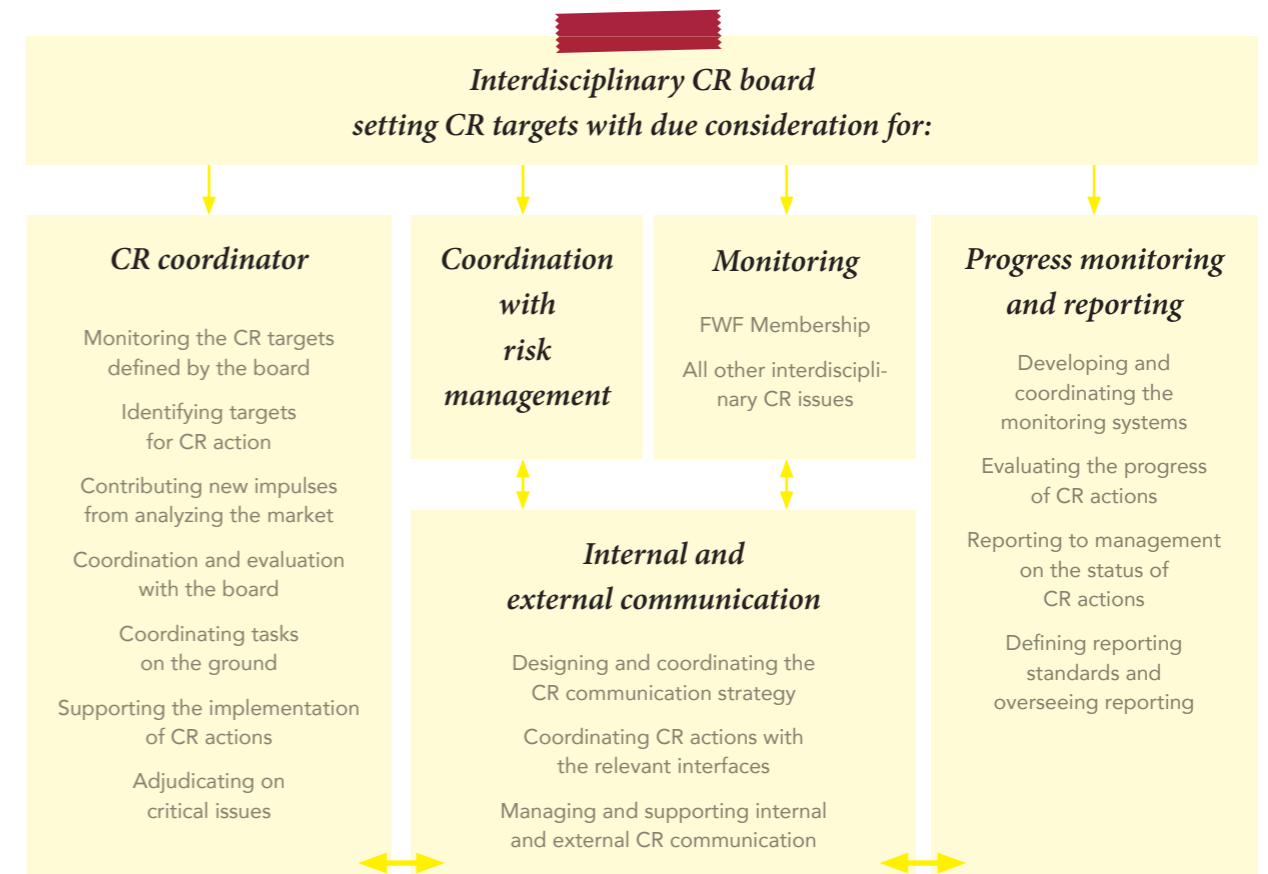 Interdisciplinary CR board
setting CR targets with due consideration for:
CR coordinator
Monitoring the CR targets
defined by the board
Identifying targets
for CR action
Contributing new impulses
from analyzing the market
Coordination and evaluation
with the board
Coordinating tasks
on the ground
Supporting the implementation
of CR actions
Adjudicating on
critical issues
Coordination
with
risk
management
Monitoring
FWF Membership
All other interdiscipli-
nary CR issues
Internal and
external communication
Designing and coordinating the
CR communication strategy
Coordinating CR actions with
the relevant interfaces
Managing and supporting internal
and external CR communication
Progress monitoring
and reporting
Developing and
coordinating the
monitoring systems
Evaluating the progress
of CR actions
Reporting to management
on the status of
CR actions
Defining reporting
standards and
overseeing reporting